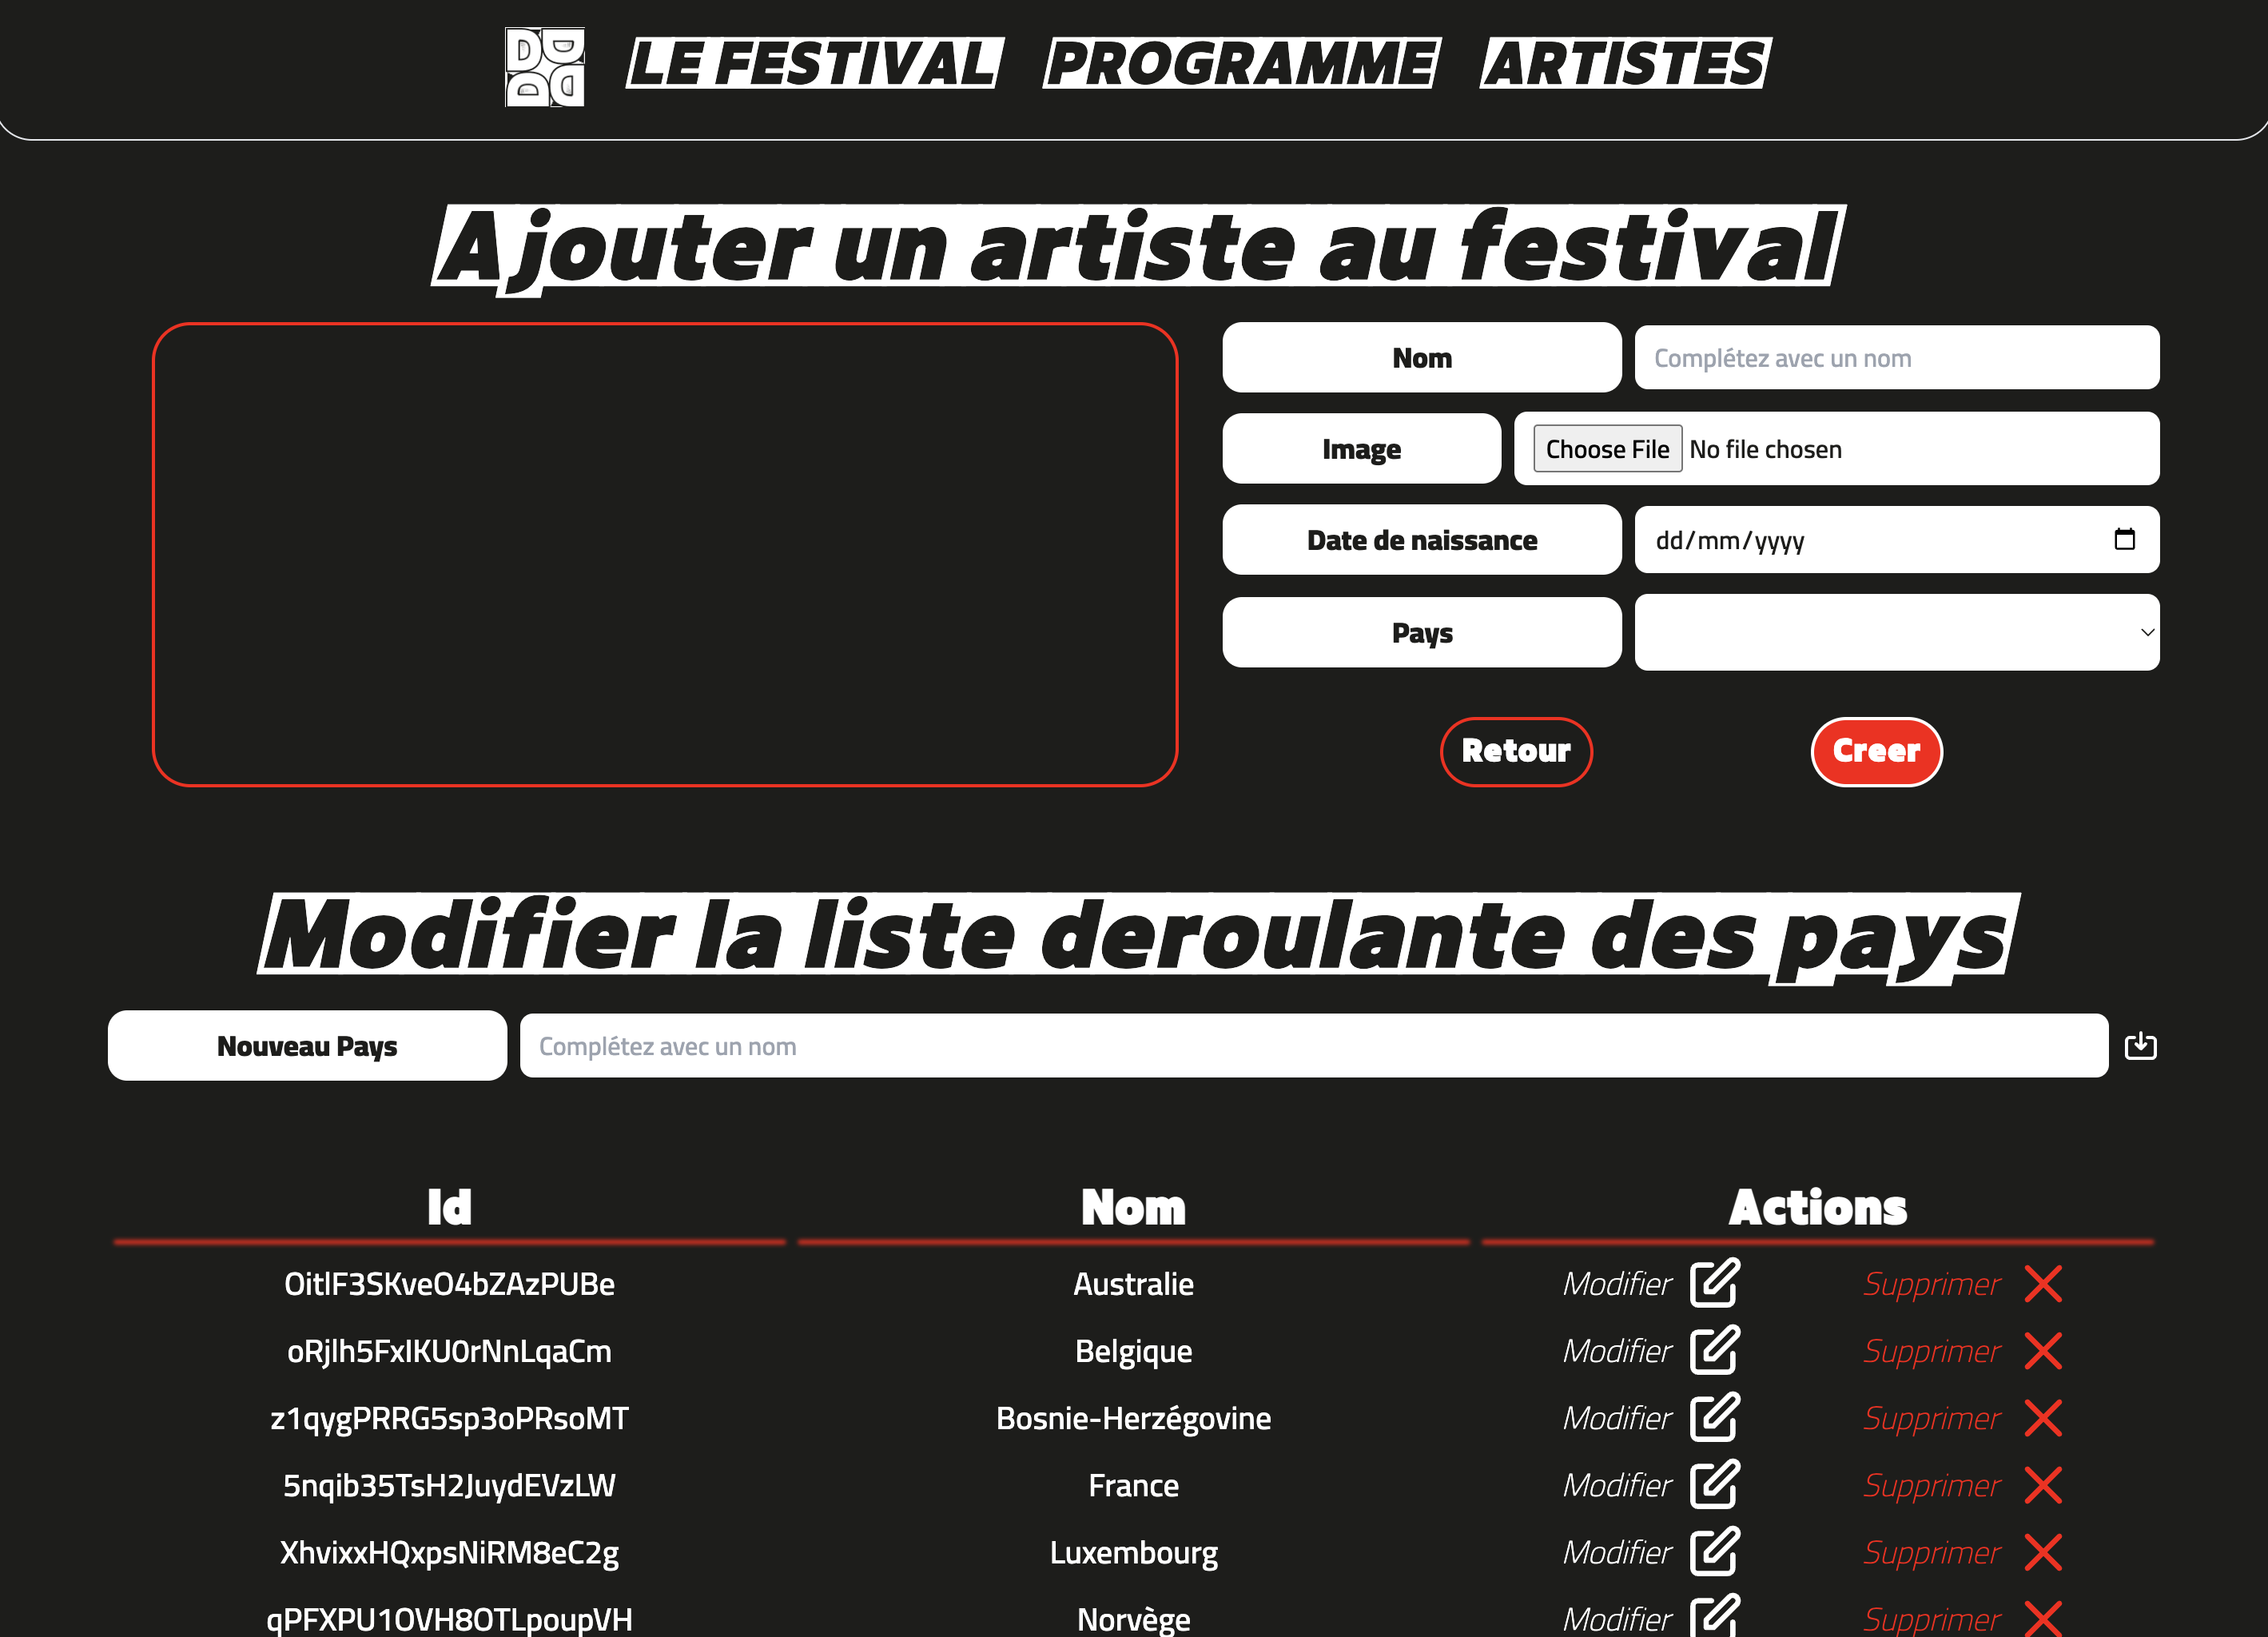 LE FESTIVAL PROGRAMME ARTISTES
Ajouter un artiste au festival
Nom Complétez avec un nom
Image Choose File No file chosen
Date de naissance dd/mm/yyyy
Pays
Retour Creer
Modifier la liste deroulante des pays
Nouveau Pays Complétez avec un nom
Id Nom Actions
OitlF3SKveO4bZAzPUBe Australie Modifier Supprimer
oRjlh5FxIKU0rNnLqaCm Belgique Modifier Supprimer
z1qygPRRG5sp3oPRsoMT Bosnie-Herzégovine Modifier Supprimer
5nqib35TsH2JuydEVzLW France Modifier Supprimer
XhvixxHQxpsNiRM8eC2g Luxembourg Modifier Supprimer
qPFXPU1OVH8OTLpoupVH Norvège Modifier Supprimer